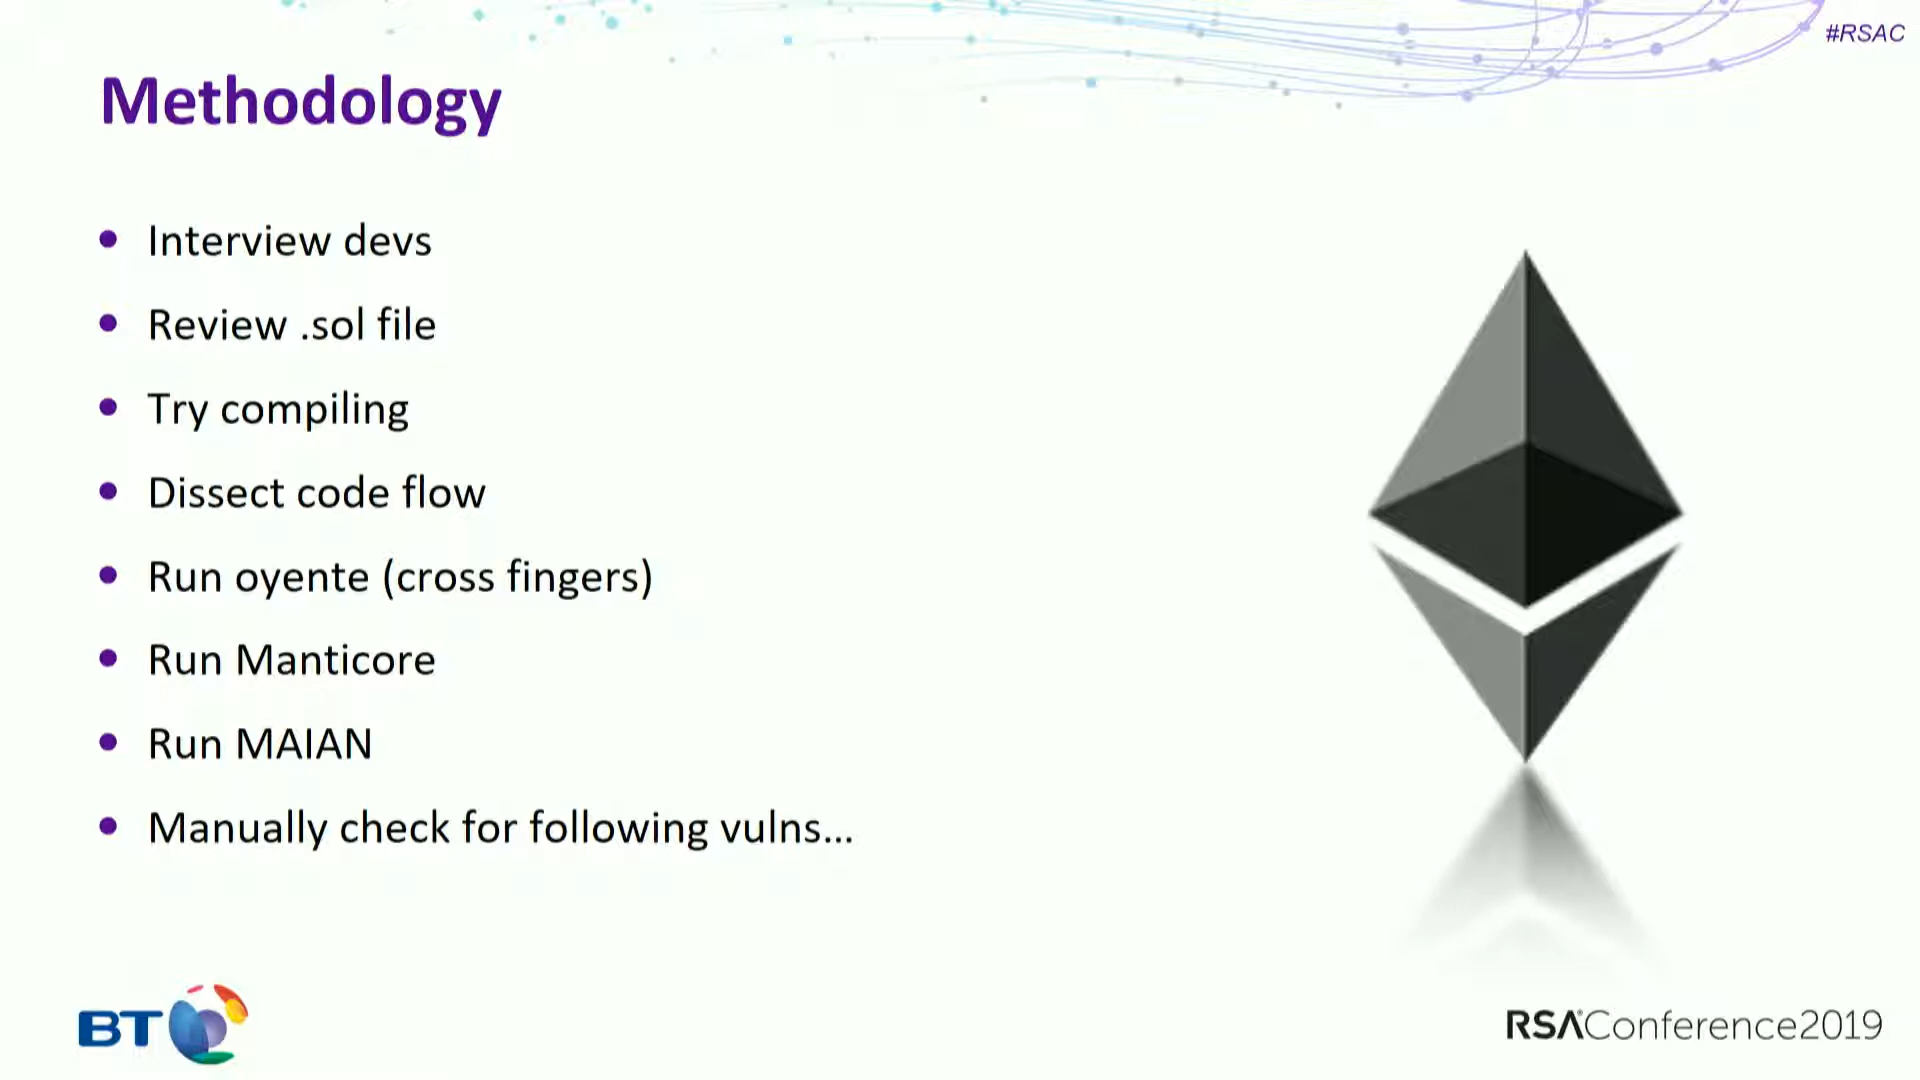 #RSAC
Methodology
• Interview devs
• Review .sol file
• Try compiling
• Dissect code flow
• Run oyente (cross fingers)
• Run Manticore
• Run MAIAN
• Manually check for following vulns...
BT
RSAConference2019